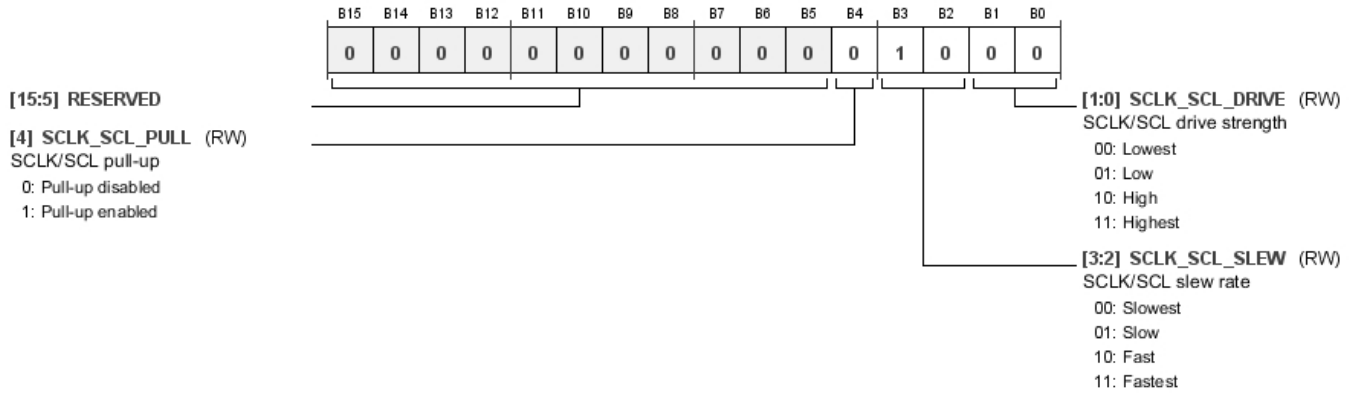 B15 B14 B13 B12 B11 B10 B9 B8 B7 B6 B5 B4 B3 B2 B1 B0
0 0 0 0 0 0 0 0 0 0 0 0 1 0 0 0
[15:5] RESERVED
[4] SCLK_SCL_PULL (RW)
SCLK/SCL pull-up
0: Pull-up disabled
1: Pull-up enabled
[1:0] SCLK_SCL_DRIVE (RW)
SCLK/SCL drive strength
00: Lowest
01: Low
10: High
11: Highest
[3:2] SCLK_SCL_SLEW (RW)
SCLK/SCL slew rate
00: Slowest
01: Slow
10: Fast
11: Fastest